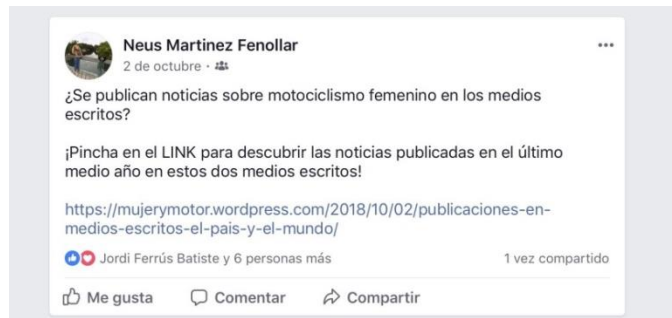 Neus Martinez Fenollar
2 de octubre ·
¿Se publican noticias sobre motociclismo femenino en los medios
escritos?
¡Pincha en el LINK para descubrir las noticias publicadas en el último
medio año en estos dos medios escritos!
https://mujerymotor.wordpress.com/2018/10/02/publicaciones-en-
medios-escritos-el-pais-y-el-mundo/
Jordi Ferrús Batiste y 6 personas más 1 vez compartido
Me gusta Comentar Compartir